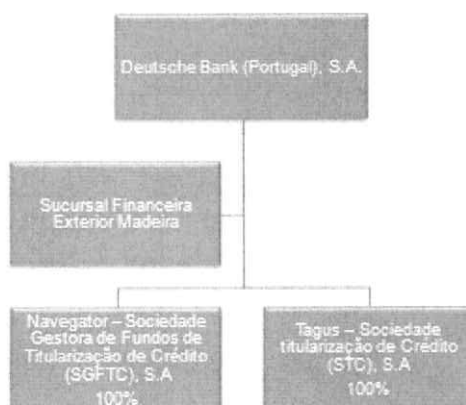 Deutsche Bank (Portugal), S.A.
Sucursal Financeira
Exterior Madeira
Navegator – Sociedade
Gestora de Fundos de
Titularização de Crédito
(SGFTC), S.A
100%
Tagus – Sociedade
titularização de Crédito
(STC), S.A
100%